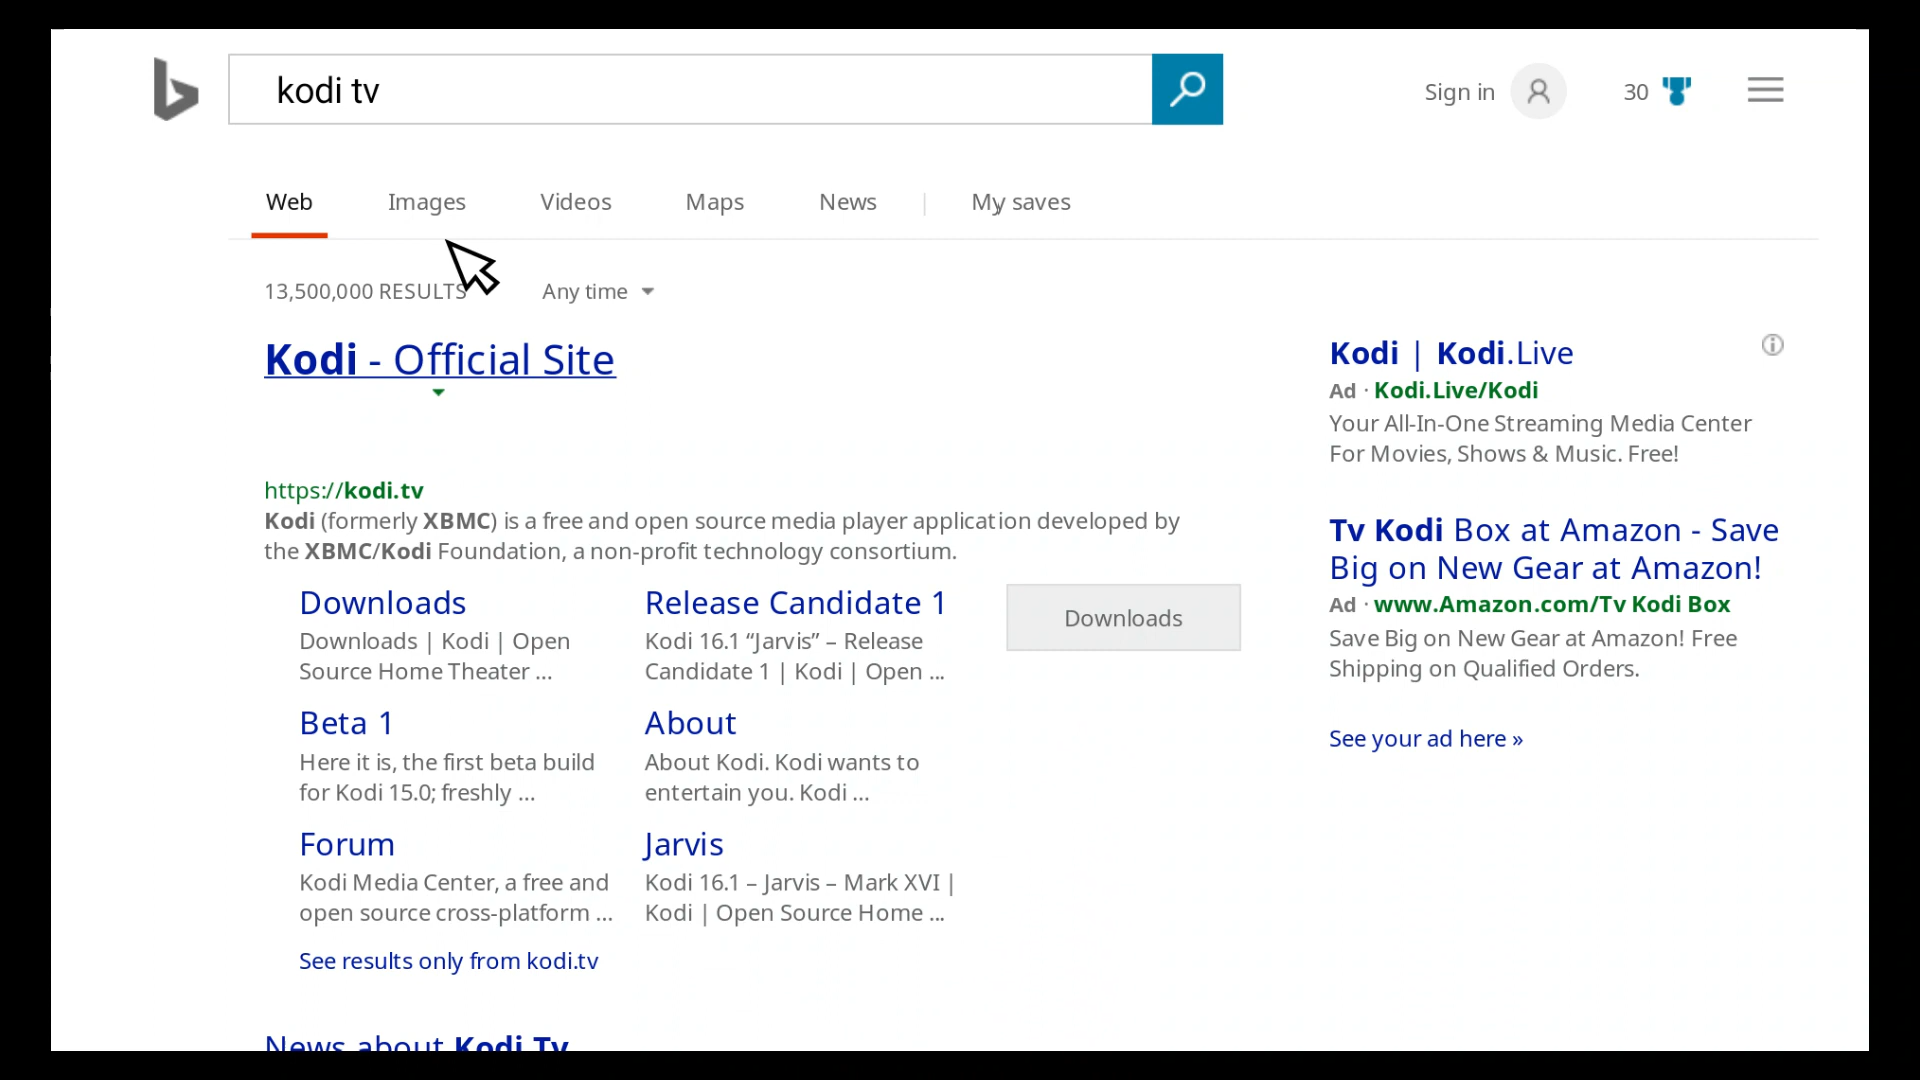 kodi tv
Sign in
30
Web Images Videos Maps News | My saves
13,500,000 RESULTS Any time
Kodi - Official Site
https://kodi.tv
Kodi (formerly XBMC) is a free and open source media player application developed by
the XBMC/Kodi Foundation, a non-profit technology consortium.
Downloads
Downloads | Kodi | Open
Source Home Theater ...
Release Candidate 1
Kodi 16.1 “Jarvis” – Release
Candidate 1 | Kodi | Open ...
Downloads
Beta 1
Here it is, the first beta build
for Kodi 15.0; freshly ...
About
About Kodi. Kodi wants to
entertain you. Kodi ...
Forum
Kodi Media Center, a free and
open source cross-platform ...
Jarvis
Kodi 16.1 – Jarvis – Mark XVI |
Kodi | Open Source Home ...
See results only from kodi.tv
News about Kodi Tv
Kodi | Kodi.Live
Ad · Kodi.Live/Kodi
Your All-In-One Streaming Media Center
For Movies, Shows & Music. Free!
Tv Kodi Box at Amazon - Save
Big on New Gear at Amazon!
Ad · www.Amazon.com/Tv Kodi Box
Save Big on New Gear at Amazon! Free
Shipping on Qualified Orders.
See your ad here »